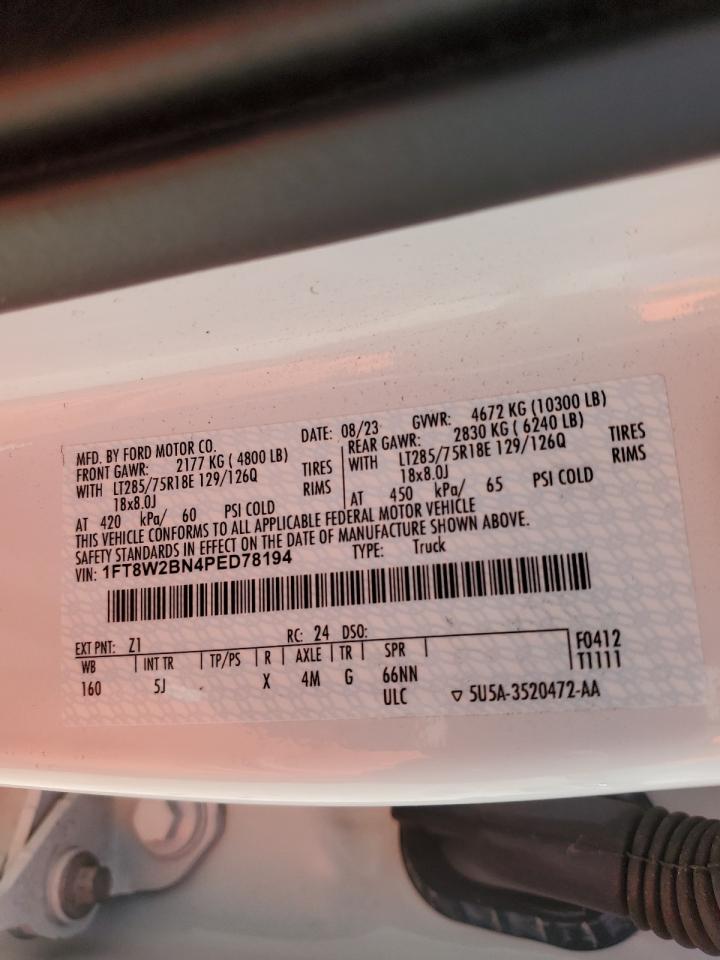 MFD. BY FORD MOTOR CO.
DATE: 08/23 GVWR: 4672 KG (10300 LB)
FRONT GAWR: 2177 KG ( 4800 LB)
WITH LT285/75R18E 129/126Q TIRES
18x8.0J RIMS
AT 420 kPa/ 60 PSI COLD
REAR GAWR: 2830 KG ( 6240 LB)
WITH LT285/75R18E 129/126Q TIRES
18x8.0J RIMS
AT 450 kPa/ 65 PSI COLD
THIS VEHICLE CONFORMS TO ALL APPLICABLE FEDERAL MOTOR VEHICLE
SAFETY STANDARDS IN EFFECT ON THE DATE OF MANUFACTURE SHOWN ABOVE.
VIN: 1FT8W2BN4PED78194 TYPE: Truck
EXT PNT: Z1 RC: 24 DSO:
WB INT TR TP/PS R AXLE TR SPR F0412
160 5J X 4M G 66NN T1111
ULC ▽ 5U5A-3520472-AA